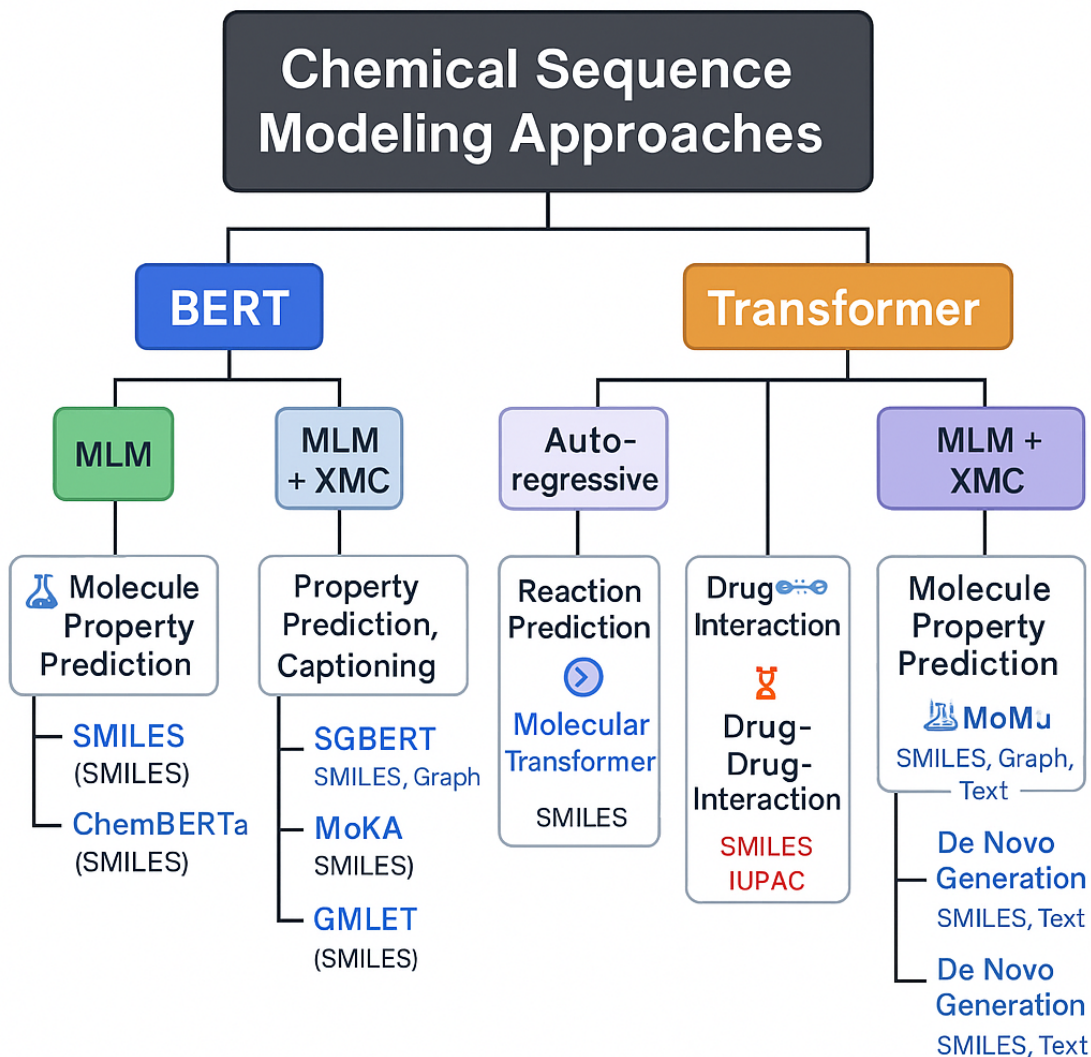 Chemical Sequence
Modeling Approaches
BERT
Transformer
MLM
MLM
+ XMC
Auto-
regressive
MLM +
XMC
Molecule
Property
Prediction
SMILES
(SMILES)
ChemBERTa
(SMILES)
Property
Prediction,
Captioning
SGBERT
SMILES, Graph
MoKA
SMILES)
GMLET
(SMILES)
Reaction
Prediction
Molecular
Transformer
SMILES
Drug
Interaction
Drug-
Drug-
Interaction
SMILES
IUPAC
Molecule
Property
Prediction
MoMu
SMILES, Graph,
Text
De Novo
Generation
SMILES, Text
De Novo
Generation
SMILES, Text